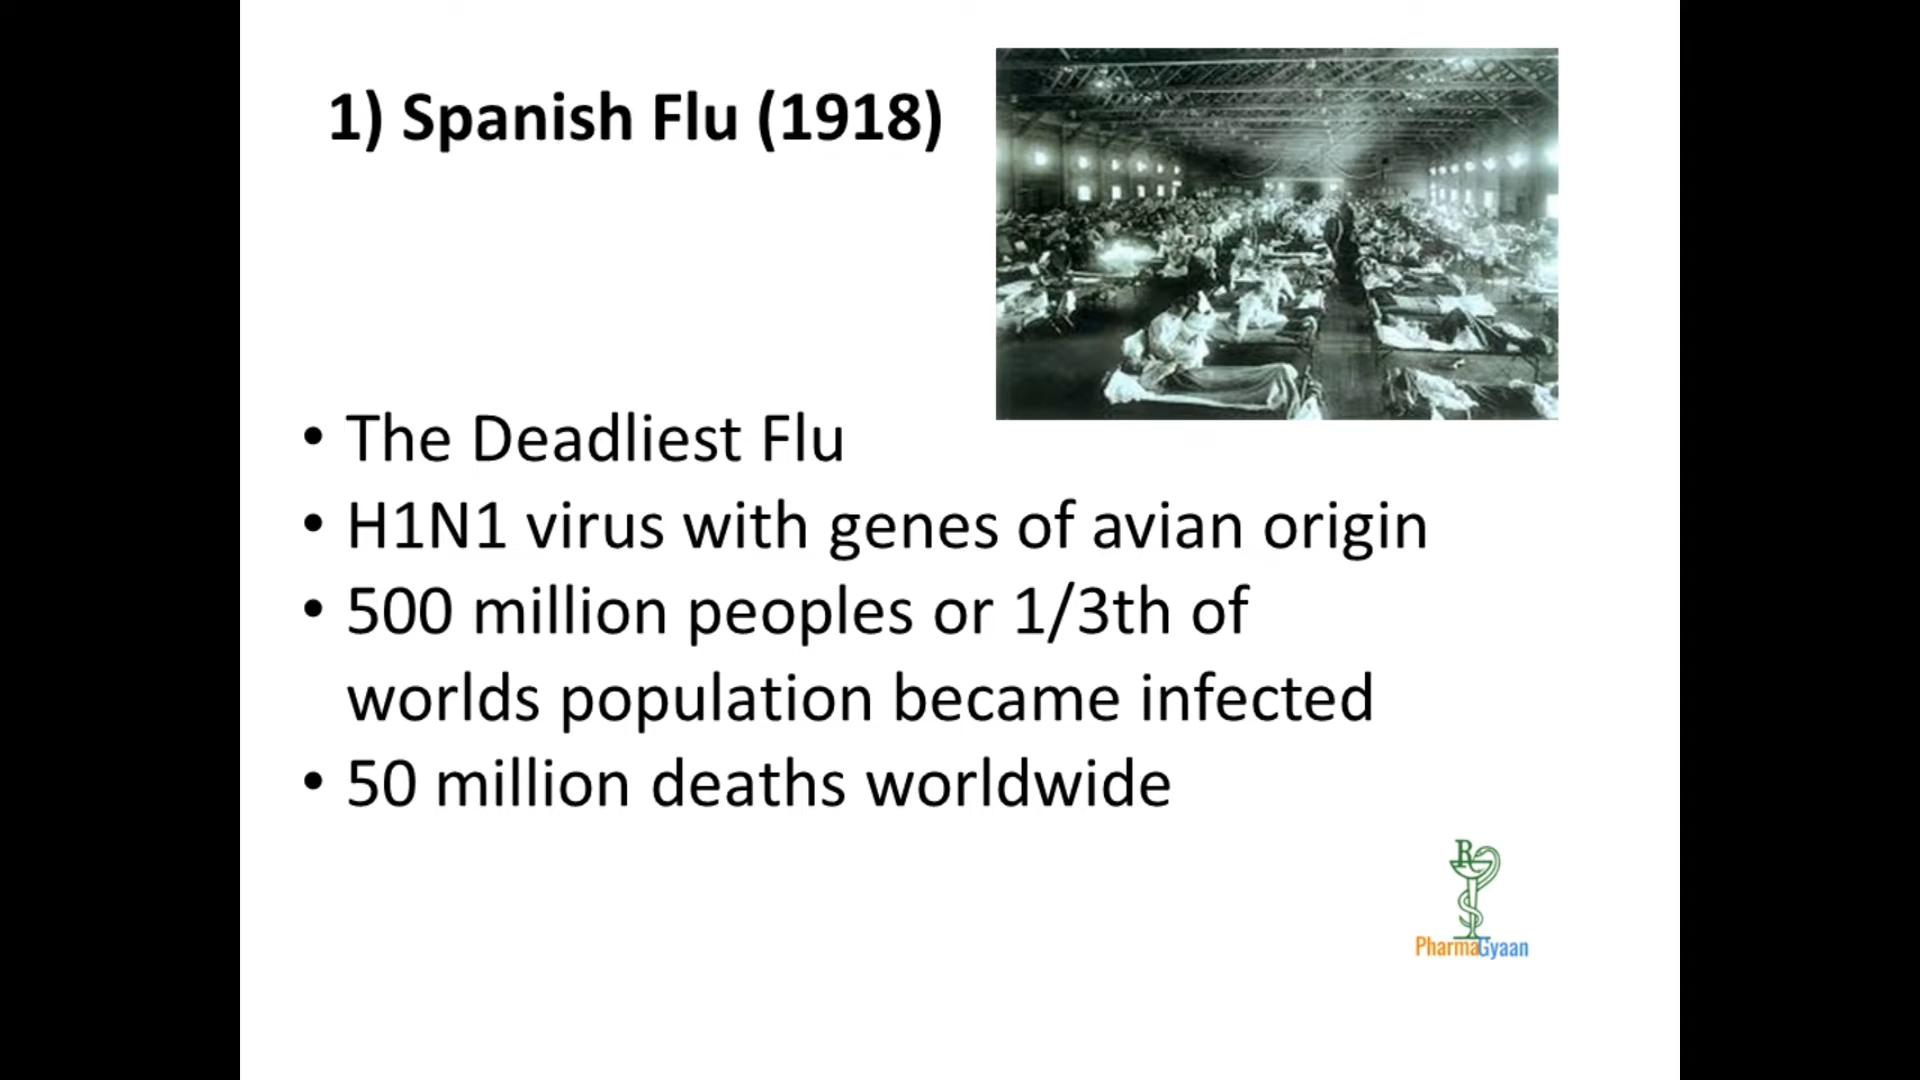 1) Spanish Flu (1918)
• The Deadliest Flu
• H1N1 virus with genes of avian origin
• 500 million peoples or 1/3th of
worlds population became infected
• 50 million deaths worldwide
R
PharmaGyaan